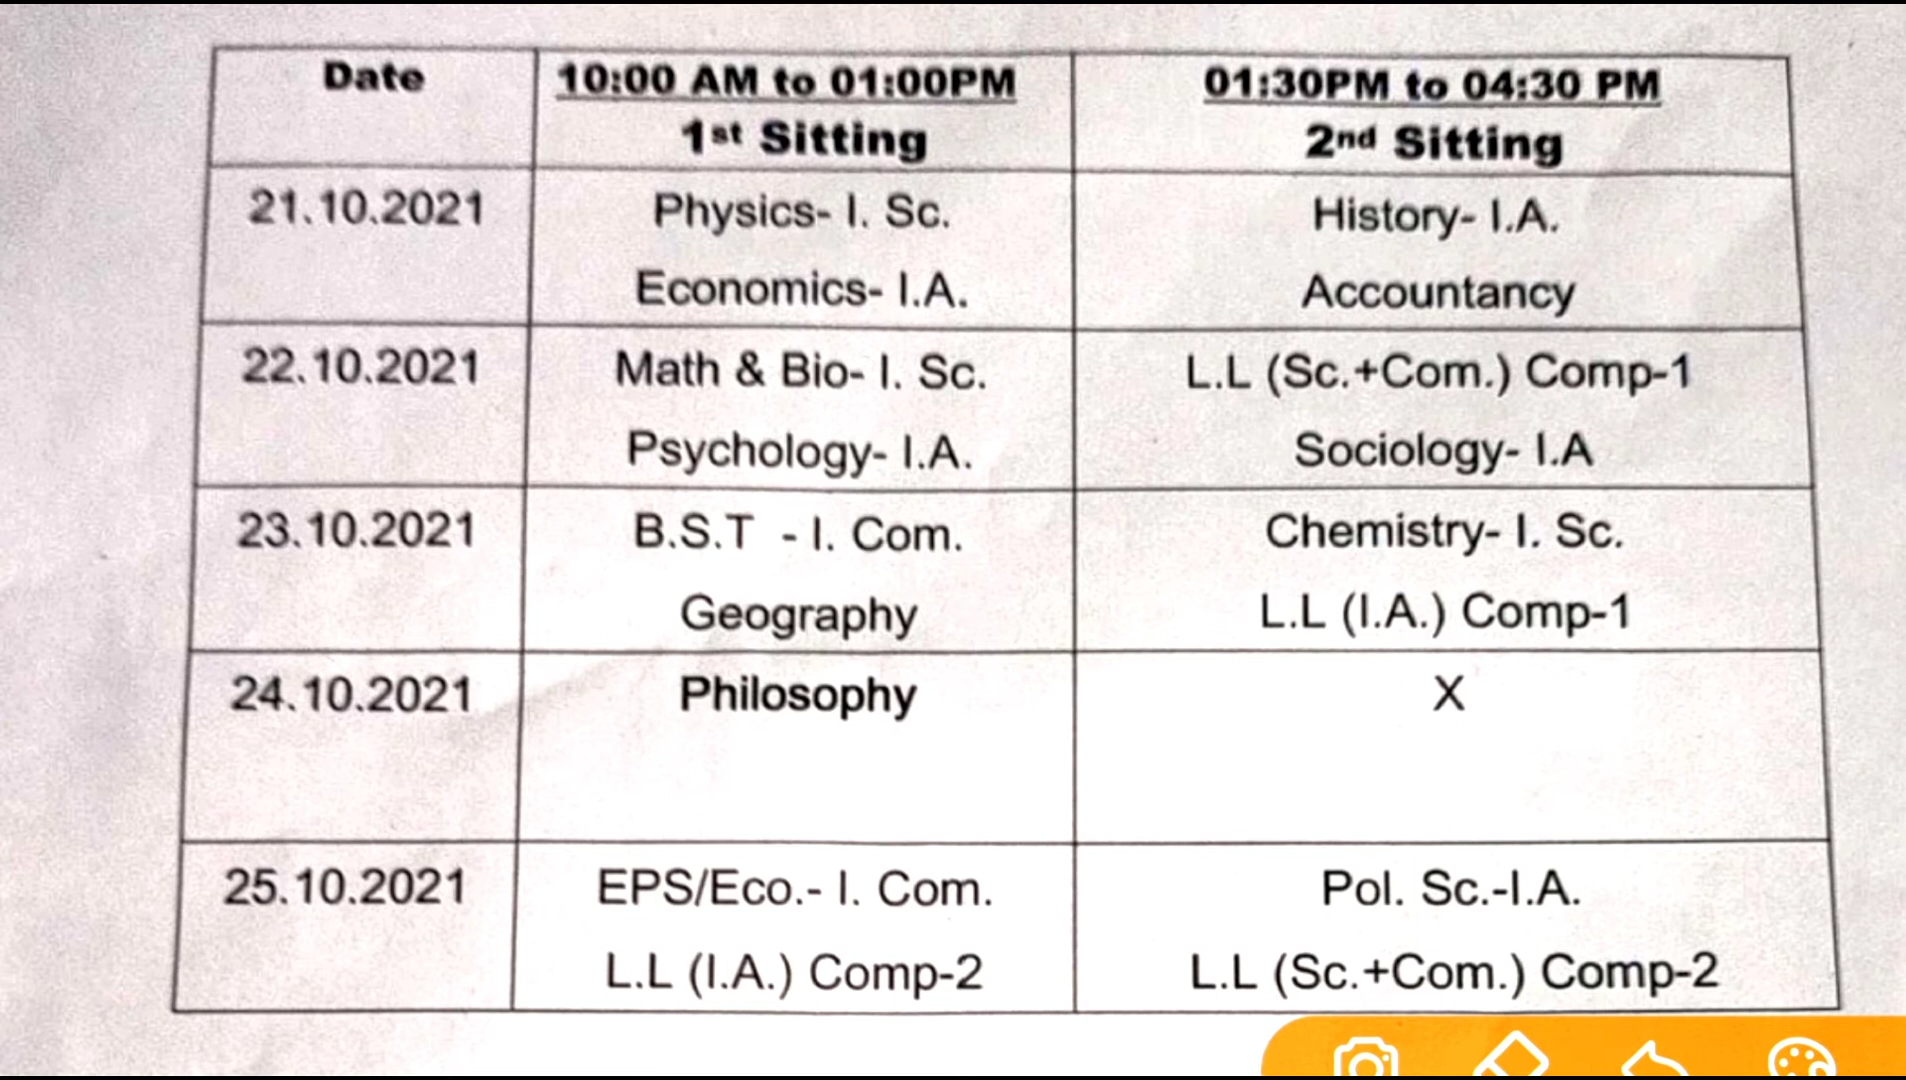 Date
10:00 AM to 01:00PM
1st Sitting
01:30PM to 04:30 PM
2nd Sitting
21.10.2021
Physics- I. Sc.
Economics- I.A.
History- I.A.
Accountancy
22.10.2021
Math & Bio- I. Sc.
Psychology- I.A.
L.L (Sc.+Com.) Comp-1
Sociology- I.A
23.10.2021
B.S.T - I. Com.
Geography
Chemistry- I. Sc.
L.L (I.A.) Comp-1
24.10.2021
Philosophy
X
25.10.2021
EPS/Eco.- I. Com.
L.L (I.A.) Comp-2
Pol. Sc.-I.A.
L.L (Sc.+Com.) Comp-2